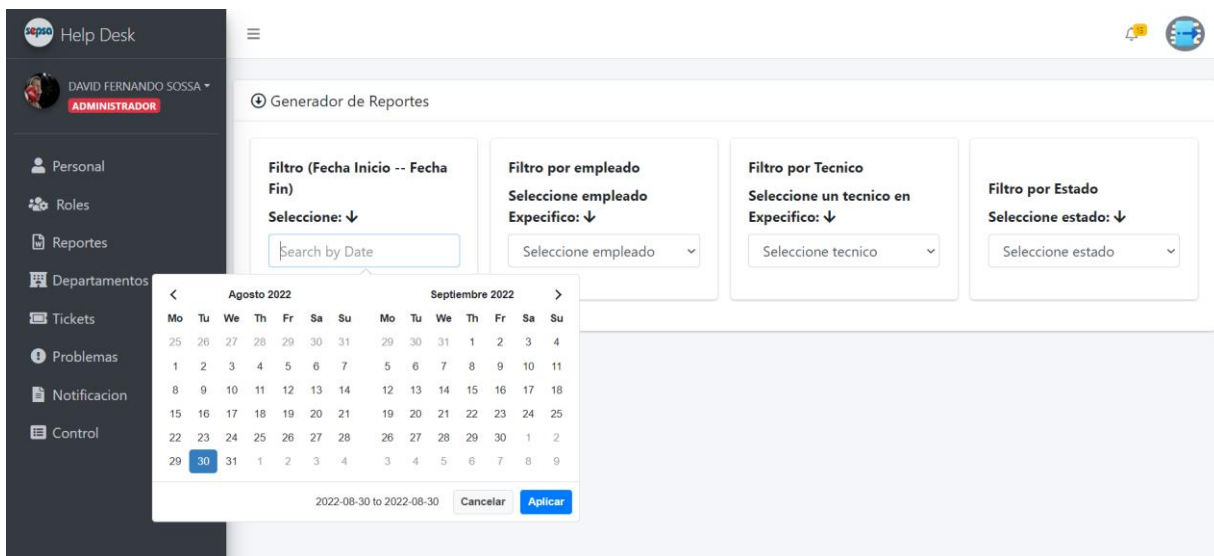 sepsa Help Desk
DAVID FERNANDO SOSSA
ADMINISTRADOR
Personal
Roles
Reportes
Departamentos
Tickets
Problemas
Notificacion
Control
Generador de Reportes
Filtro (Fecha Inicio -- Fecha
Fin)
Seleccione:
Search by Date
Filtro por empleado
Seleccione empleado
Expecifico:
Seleccione empleado
Filtro por Tecnico
Seleccione un tecnico en
Expecifico:
Seleccione tecnico
Filtro por Estado
Seleccione estado:
Seleccione estado
Agosto 2022
Mo Tu We Th Fr Sa Su
25 26 27 28 29 30 31
1 2 3 4 5 6 7
8 9 10 11 12 13 14
15 16 17 18 19 20 21
22 23 24 25 26 27 28
29 30 31 1 2 3 4
Septiembre 2022
Mo Tu We Th Fr Sa Su
29 30 31 1 2 3 4
5 6 7 8 9 10 11
12 13 14 15 16 17 18
19 20 21 22 23 24 25
26 27 28 29 30 1 2
3 4 5 6 7 8 9
2022-08-30 to 2022-08-30 Cancelar Aplicar